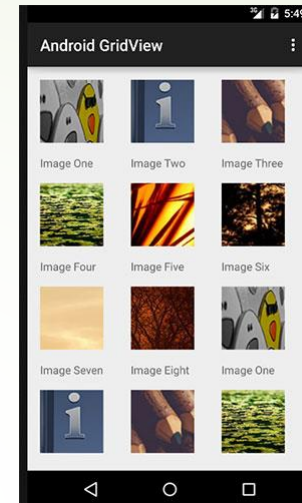 3G 5:49
Android GridView
Image One Image Two Image Three
i
Image Four Image Five Image Six
Image Seven Image Eight Image One
i